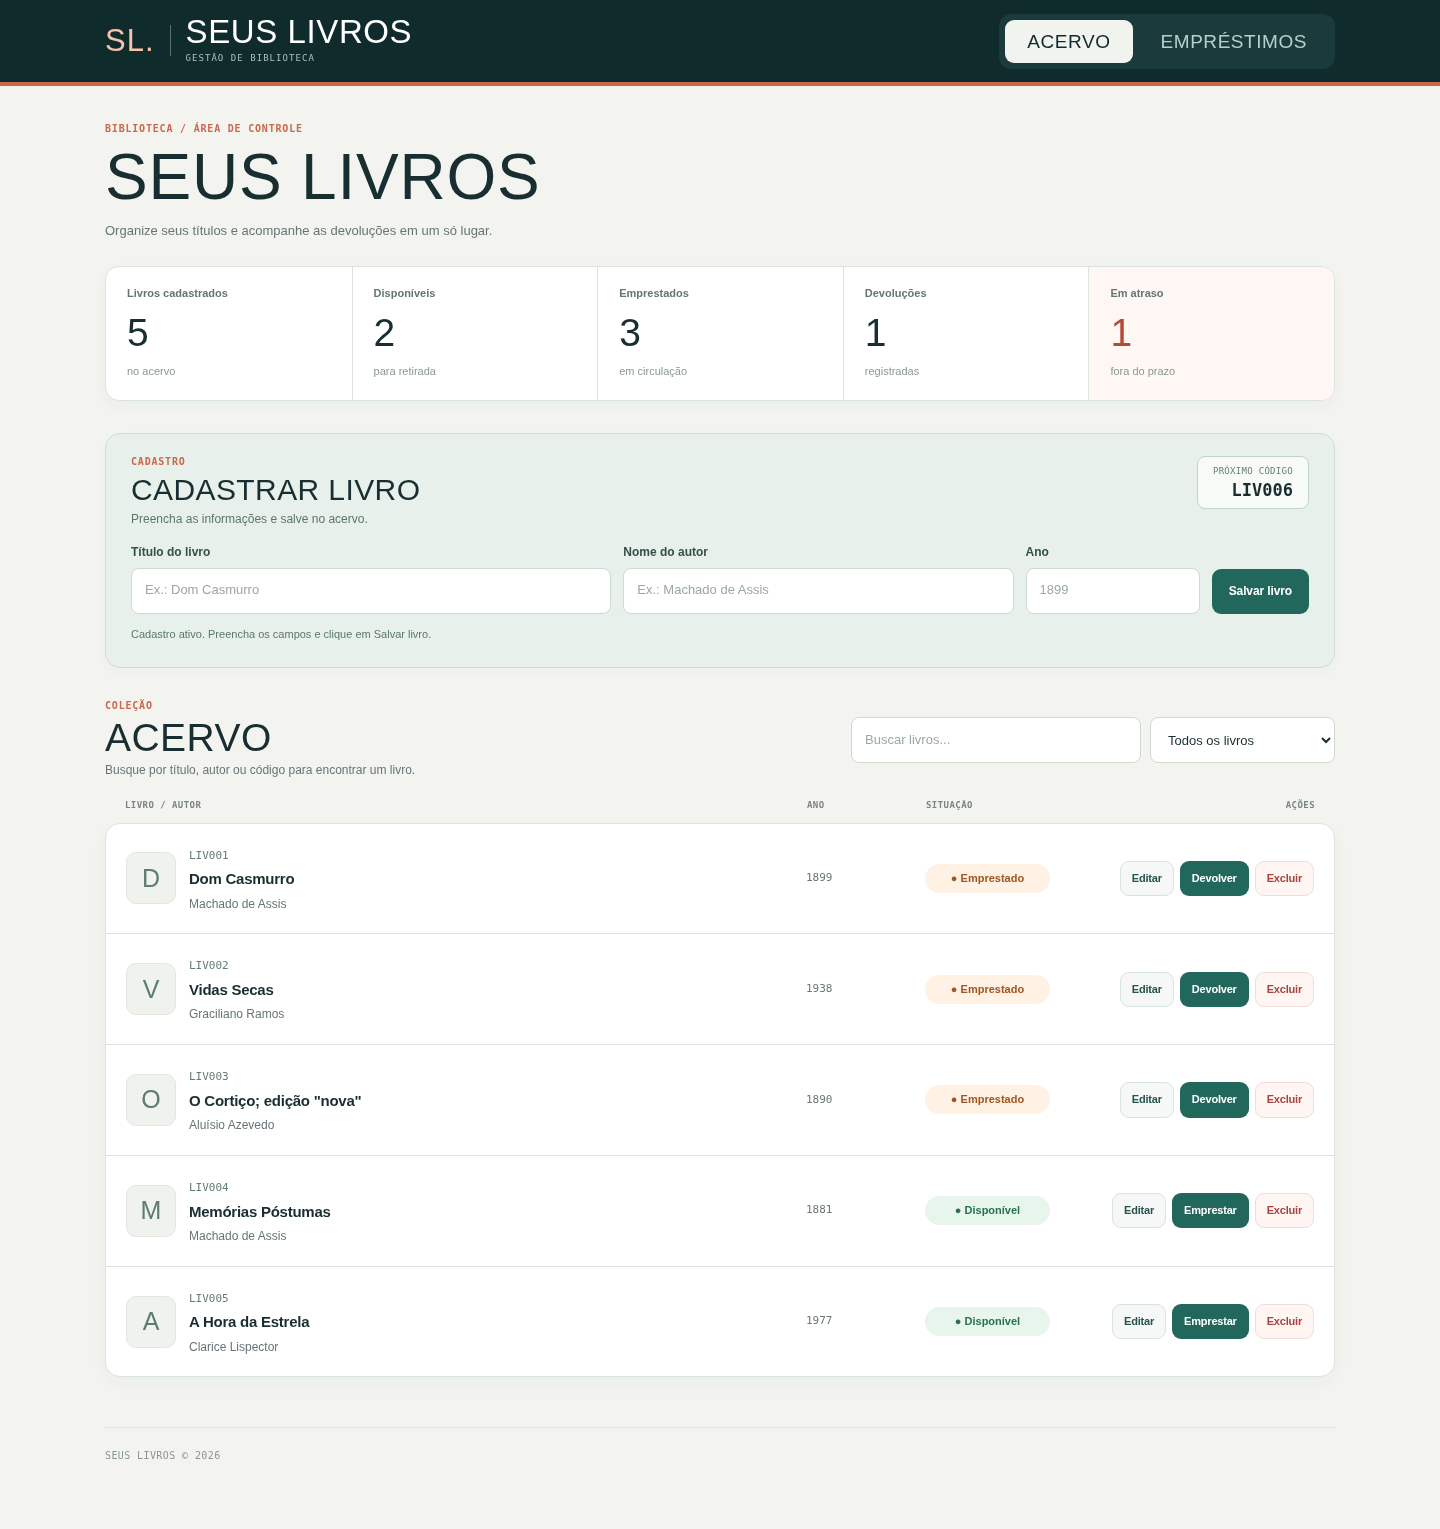 SL.
SEUS LIVROS
GESTÃO DE BIBLIOTECA
ACERVO
EMPRÉSTIMOS
BIBLIOTECA / ÁREA DE CONTROLE
SEUS LIVROS
Organize seus títulos e acompanhe as devoluções em um só lugar.
Livros cadastrados
5
no acervo
Disponíveis
2
para retirada
Emprestados
3
em circulação
Devoluções
1
registradas
Em atraso
1
fora do prazo
CADASTRO
CADASTRAR LIVRO
Preencha as informações e salve no acervo.
PRÓXIMO CÓDIGO
LIV006
Título do livro
Ex.: Dom Casmurro
Nome do autor
Ex.: Machado de Assis
Ano
1899
Salvar livro
Cadastro ativo. Preencha os campos e clique em Salvar livro.
COLEÇÃO
ACERVO
Busque por título, autor ou código para encontrar um livro.
Buscar livros...
Todos os livros
LIVRO / AUTOR ANO SITUAÇÃO AÇÕES
D
LIV001
Dom Casmurro
Machado de Assis
1899
● Emprestado
Editar Devolver Excluir
V
LIV002
Vidas Secas
Graciliano Ramos
1938
● Emprestado
Editar Devolver Excluir
O
LIV003
O Cortiço; edição "nova"
Aluísio Azevedo
1890
● Emprestado
Editar Devolver Excluir
M
LIV004
Memórias Póstumas
Machado de Assis
1881
● Disponível
Editar Emprestar Excluir
A
LIV005
A Hora da Estrela
Clarice Lispector
1977
● Disponível
Editar Emprestar Excluir
SEUS LIVROS © 2026